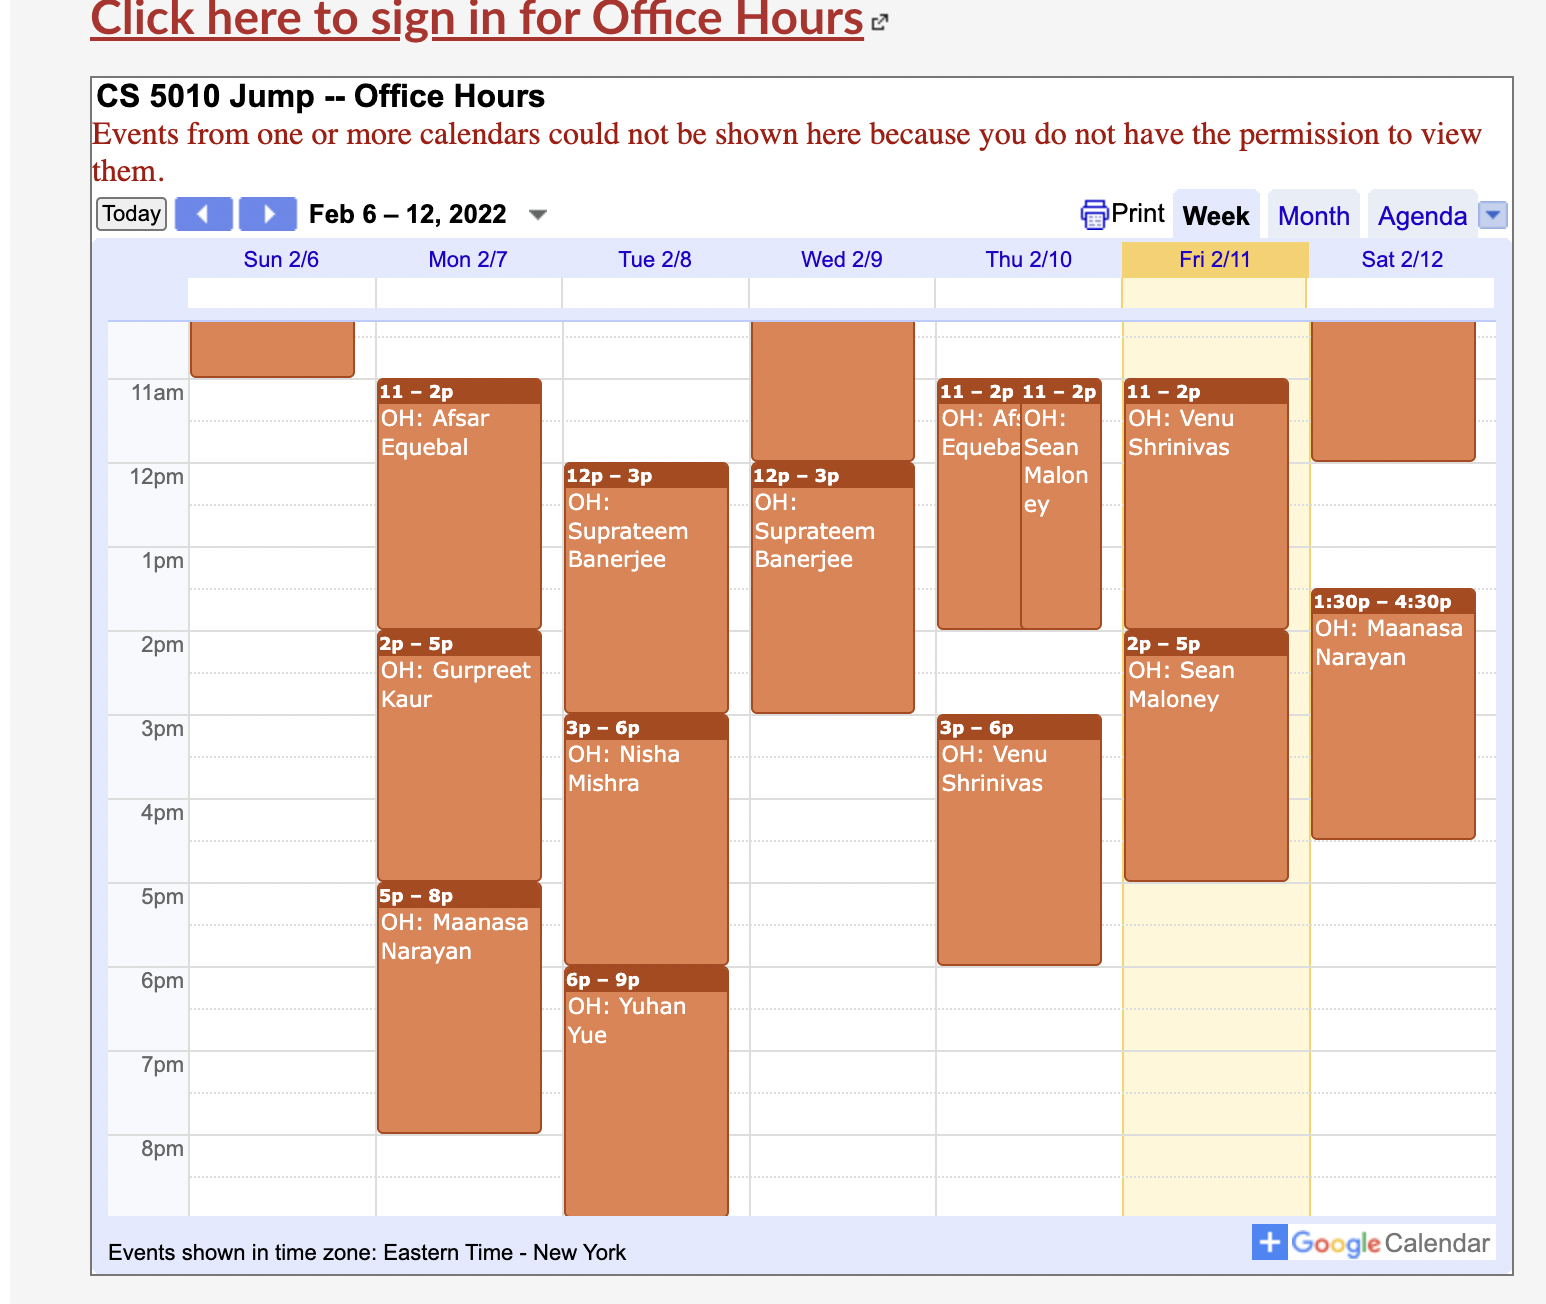 Click here to sign in for Office Hours
CS 5010 Jump -- Office Hours
Events from one or more calendars could not be shown here because you do not have the permission to view
them.
Today
Feb 6 – 12, 2022
Print
Week
Month
Agenda
Sun 2/6
Mon 2/7
Tue 2/8
Wed 2/9
Thu 2/10
Fri 2/11
Sat 2/12
11am
12pm
1pm
2pm
3pm
4pm
5pm
6pm
7pm
8pm
11 – 2p
OH: Afsar
Equebal
2p – 5p
OH: Gurpreet
Kaur
5p – 8p
OH: Maanasa
Narayan
12p – 3p
OH:
Suprateem
Banerjee
3p – 6p
OH: Nisha
Mishra
6p – 9p
OH: Yuhan
Yue
12p – 3p
OH:
Suprateem
Banerjee
11 – 2p
OH: Afs
Equeba
11 – 2p
OH:
Sean
Malon
ey
3p – 6p
OH: Venu
Shrinivas
11 – 2p
OH: Venu
Shrinivas
2p – 5p
OH: Sean
Maloney
1:30p – 4:30p
OH: Maanasa
Narayan
Events shown in time zone: Eastern Time - New York
+ Google Calendar